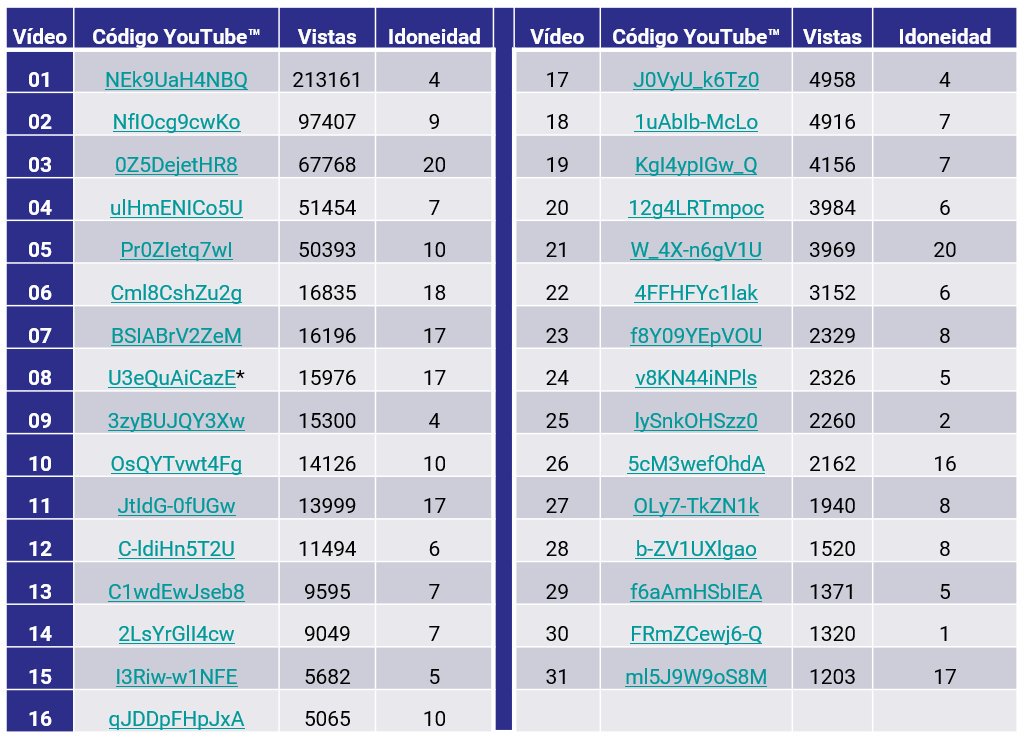 Vídeo Código YouTube™ Vistas Idoneidad Vídeo Código YouTube™ Vistas Idoneidad
01 NEk9UaH4NBQ 213161 4 17 J0VyU_k6Tz0 4958 4
02 NfIOcg9cwKo 97407 9 18 1uAbIb-McLo 4916 7
03 0Z5DejetHR8 67768 20 19 KgI4ypIGw_Q 4156 7
04 ulHmENICo5U 51454 7 20 12g4LRTmpoc 3984 6
05 Pr0ZIetq7wI 50393 10 21 W_4X-n6gV1U 3969 20
06 Cml8CshZu2g 16835 18 22 4FFHFYc1lak 3152 6
07 BSIABrV2ZeM 16196 17 23 f8Y09YEpVOU 2329 8
08 U3eQuAiCazE* 15976 17 24 v8KN44iNPls 2326 5
09 3zyBUJQY3Xw 15300 4 25 lySnkOHSzz0 2260 2
10 OsQYTvwt4Fg 14126 10 26 5cM3wefOhdA 2162 16
11 JtIdG-0fUGw 13999 17 27 OLy7-TkZN1k 1940 8
12 C-ldiHn5T2U 11494 6 28 b-ZV1UXlgao 1520 8
13 C1wdEwJseb8 9595 7 29 f6aAmHSbIEA 1371 5
14 2LsYrGlI4cw 9049 7 30 FRmZCewj6-Q 1320 1
15 I3Riw-w1NFE 5682 5 31 ml5J9W9oS8M 1203 17
16 qJDDpFHpJxA 5065 10